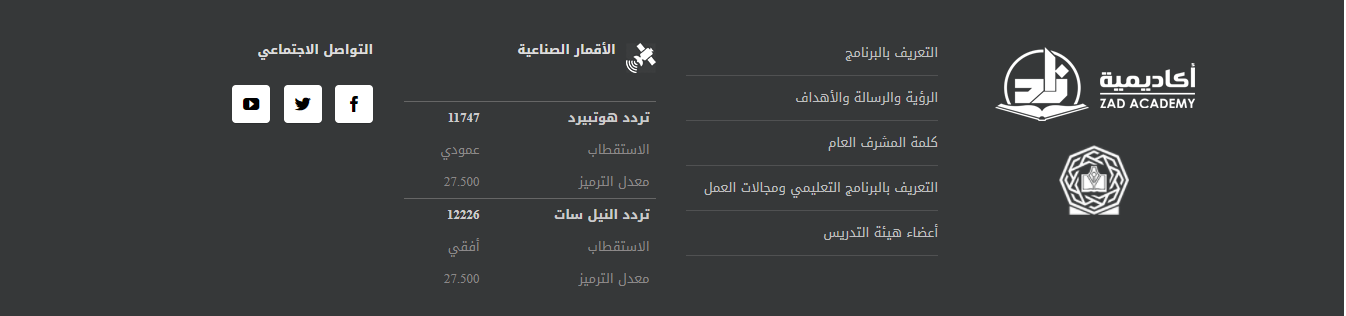 زاد
أكاديمية
ZAD ACADEMY
التعريف بالبرنامج
الرؤية والرسالة والأهداف
كلمة المشرف العام
التعريف بالبرنامج التعليمي ومجالات العمل
أعضاء هيئة التدريس
الأقمار الصناعية
تردد هوتبيرد 11747
الاستقطاب عمودي
معدل الترميز 27.500
تردد النيل سات 12226
الاستقطاب أفقي
معدل الترميز 27.500
التواصل الاجتماعي